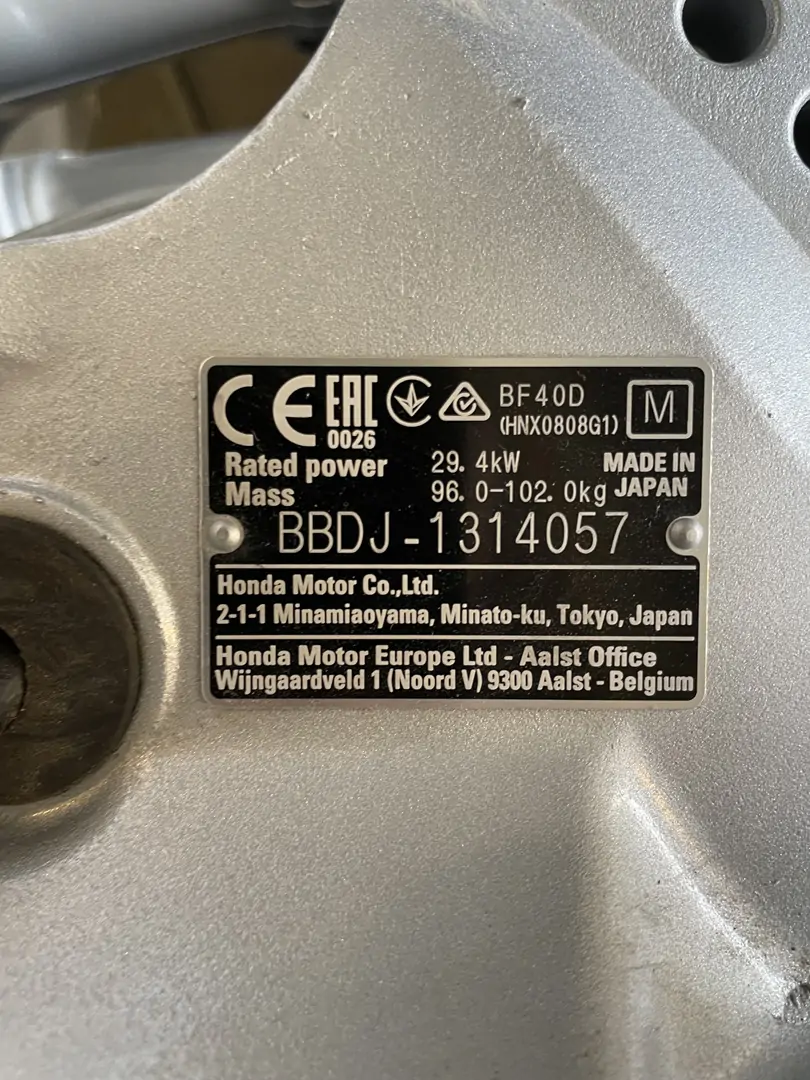 CE EAC BF40D M
0026 (HNX0808G1)
Rated power 29.4kW MADE IN
Mass 96.0-102.0kg JAPAN
BBDJ-1314057
Honda Motor Co.,Ltd.
2-1-1 Minamiaoyama, Minato-ku, Tokyo, Japan
Honda Motor Europe Ltd - Aalst Office
Wijngaardveld 1 (Noord V) 9300 Aalst - Belgium